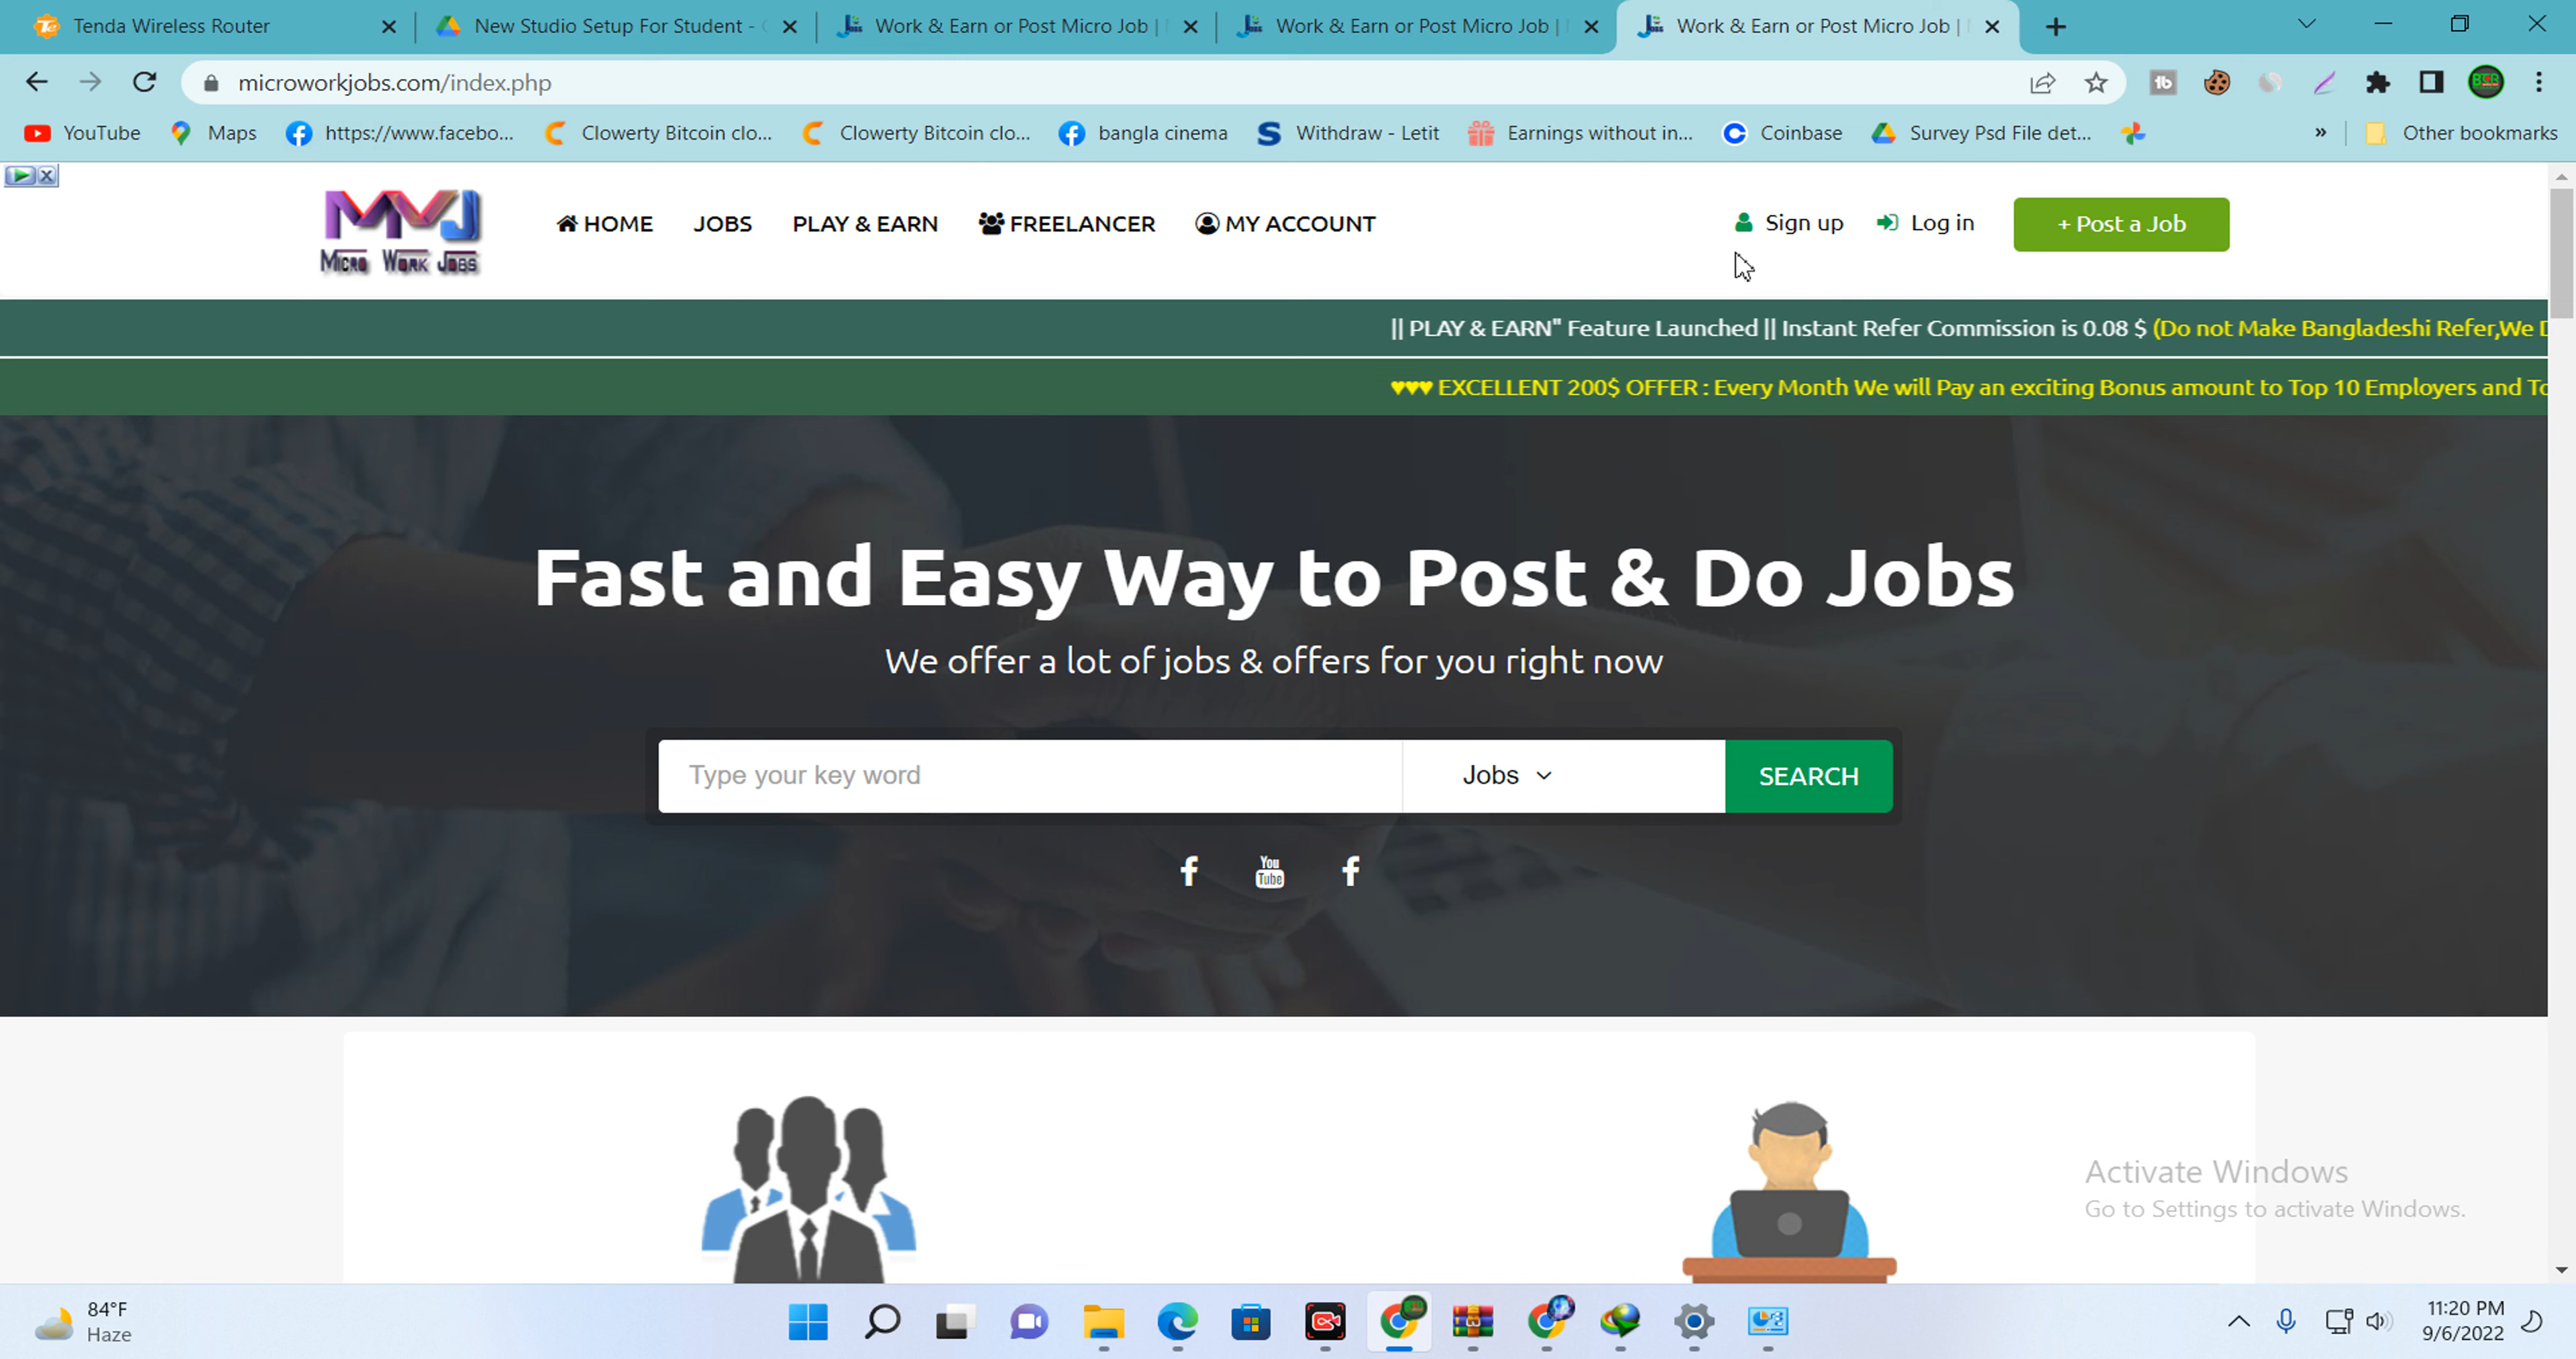 Tenda Wireless Router
New Studio Setup For Student -
Work & Earn or Post Micro Job |
Work & Earn or Post Micro Job |
Work & Earn or Post Micro Job |
microworkjobs.com/index.php
YouTube
Maps
https://www.facebo...
Clowerty Bitcoin clo...
Clowerty Bitcoin clo...
bangla cinema
Withdraw - Letit
Earnings without in...
Coinbase
Survey Psd File det...
»
Other bookmarks
MWJ
MICRO WORK JOBS
HOME
JOBS
PLAY & EARN
FREELANCER
MY ACCOUNT
Sign up
Log in
+ Post a Job
|| PLAY & EARN" Feature Launched || Instant Refer Commission is 0.08 $ (Do not Make Bangladeshi Refer,We
♥♥♥ EXCELLENT 200$ OFFER : Every Month We will Pay an exciting Bonus amount to Top 10 Employers and
Fast and Easy Way to Post & Do Jobs
We offer a lot of jobs & offers for you right now
Type your key word
Jobs
SEARCH
You
Tube
Activate Windows
Go to Settings to activate Windows.
84°F
Haze
11:20 PM
9/6/2022